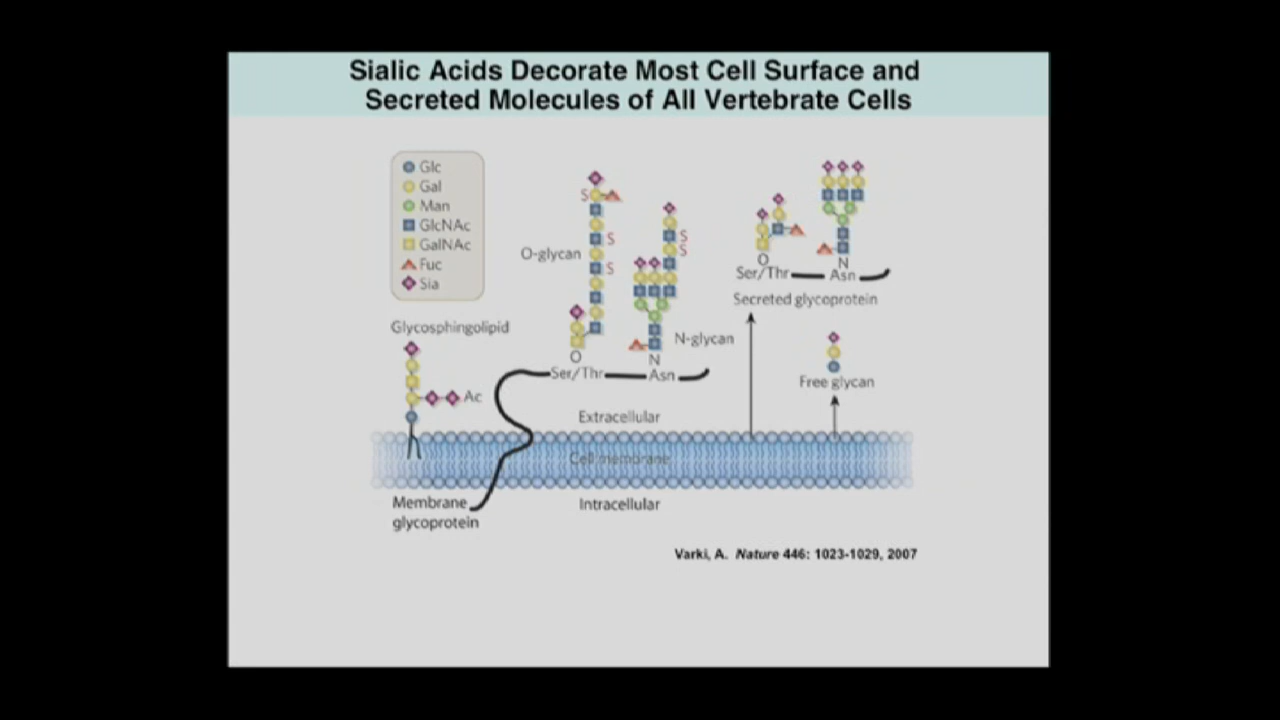 Sialic Acids Decorate Most Cell Surface and
Secreted Molecules of All Vertebrate Cells
Glc
Gal
Man
GlcNAc
GalNAc
Fuc
Sia
Glycosphingolipid
Ac
O-glycan
S
S
S
O
Ser/Thr
S
S
N-glycan
N
Asn
O
Ser/Thr
N
Asn
Secreted glycoprotein
Free glycan
Extracellular
Cell membrane
Intracellular
Membrane
glycoprotein
Varki, A. Nature 446: 1023-1029, 2007